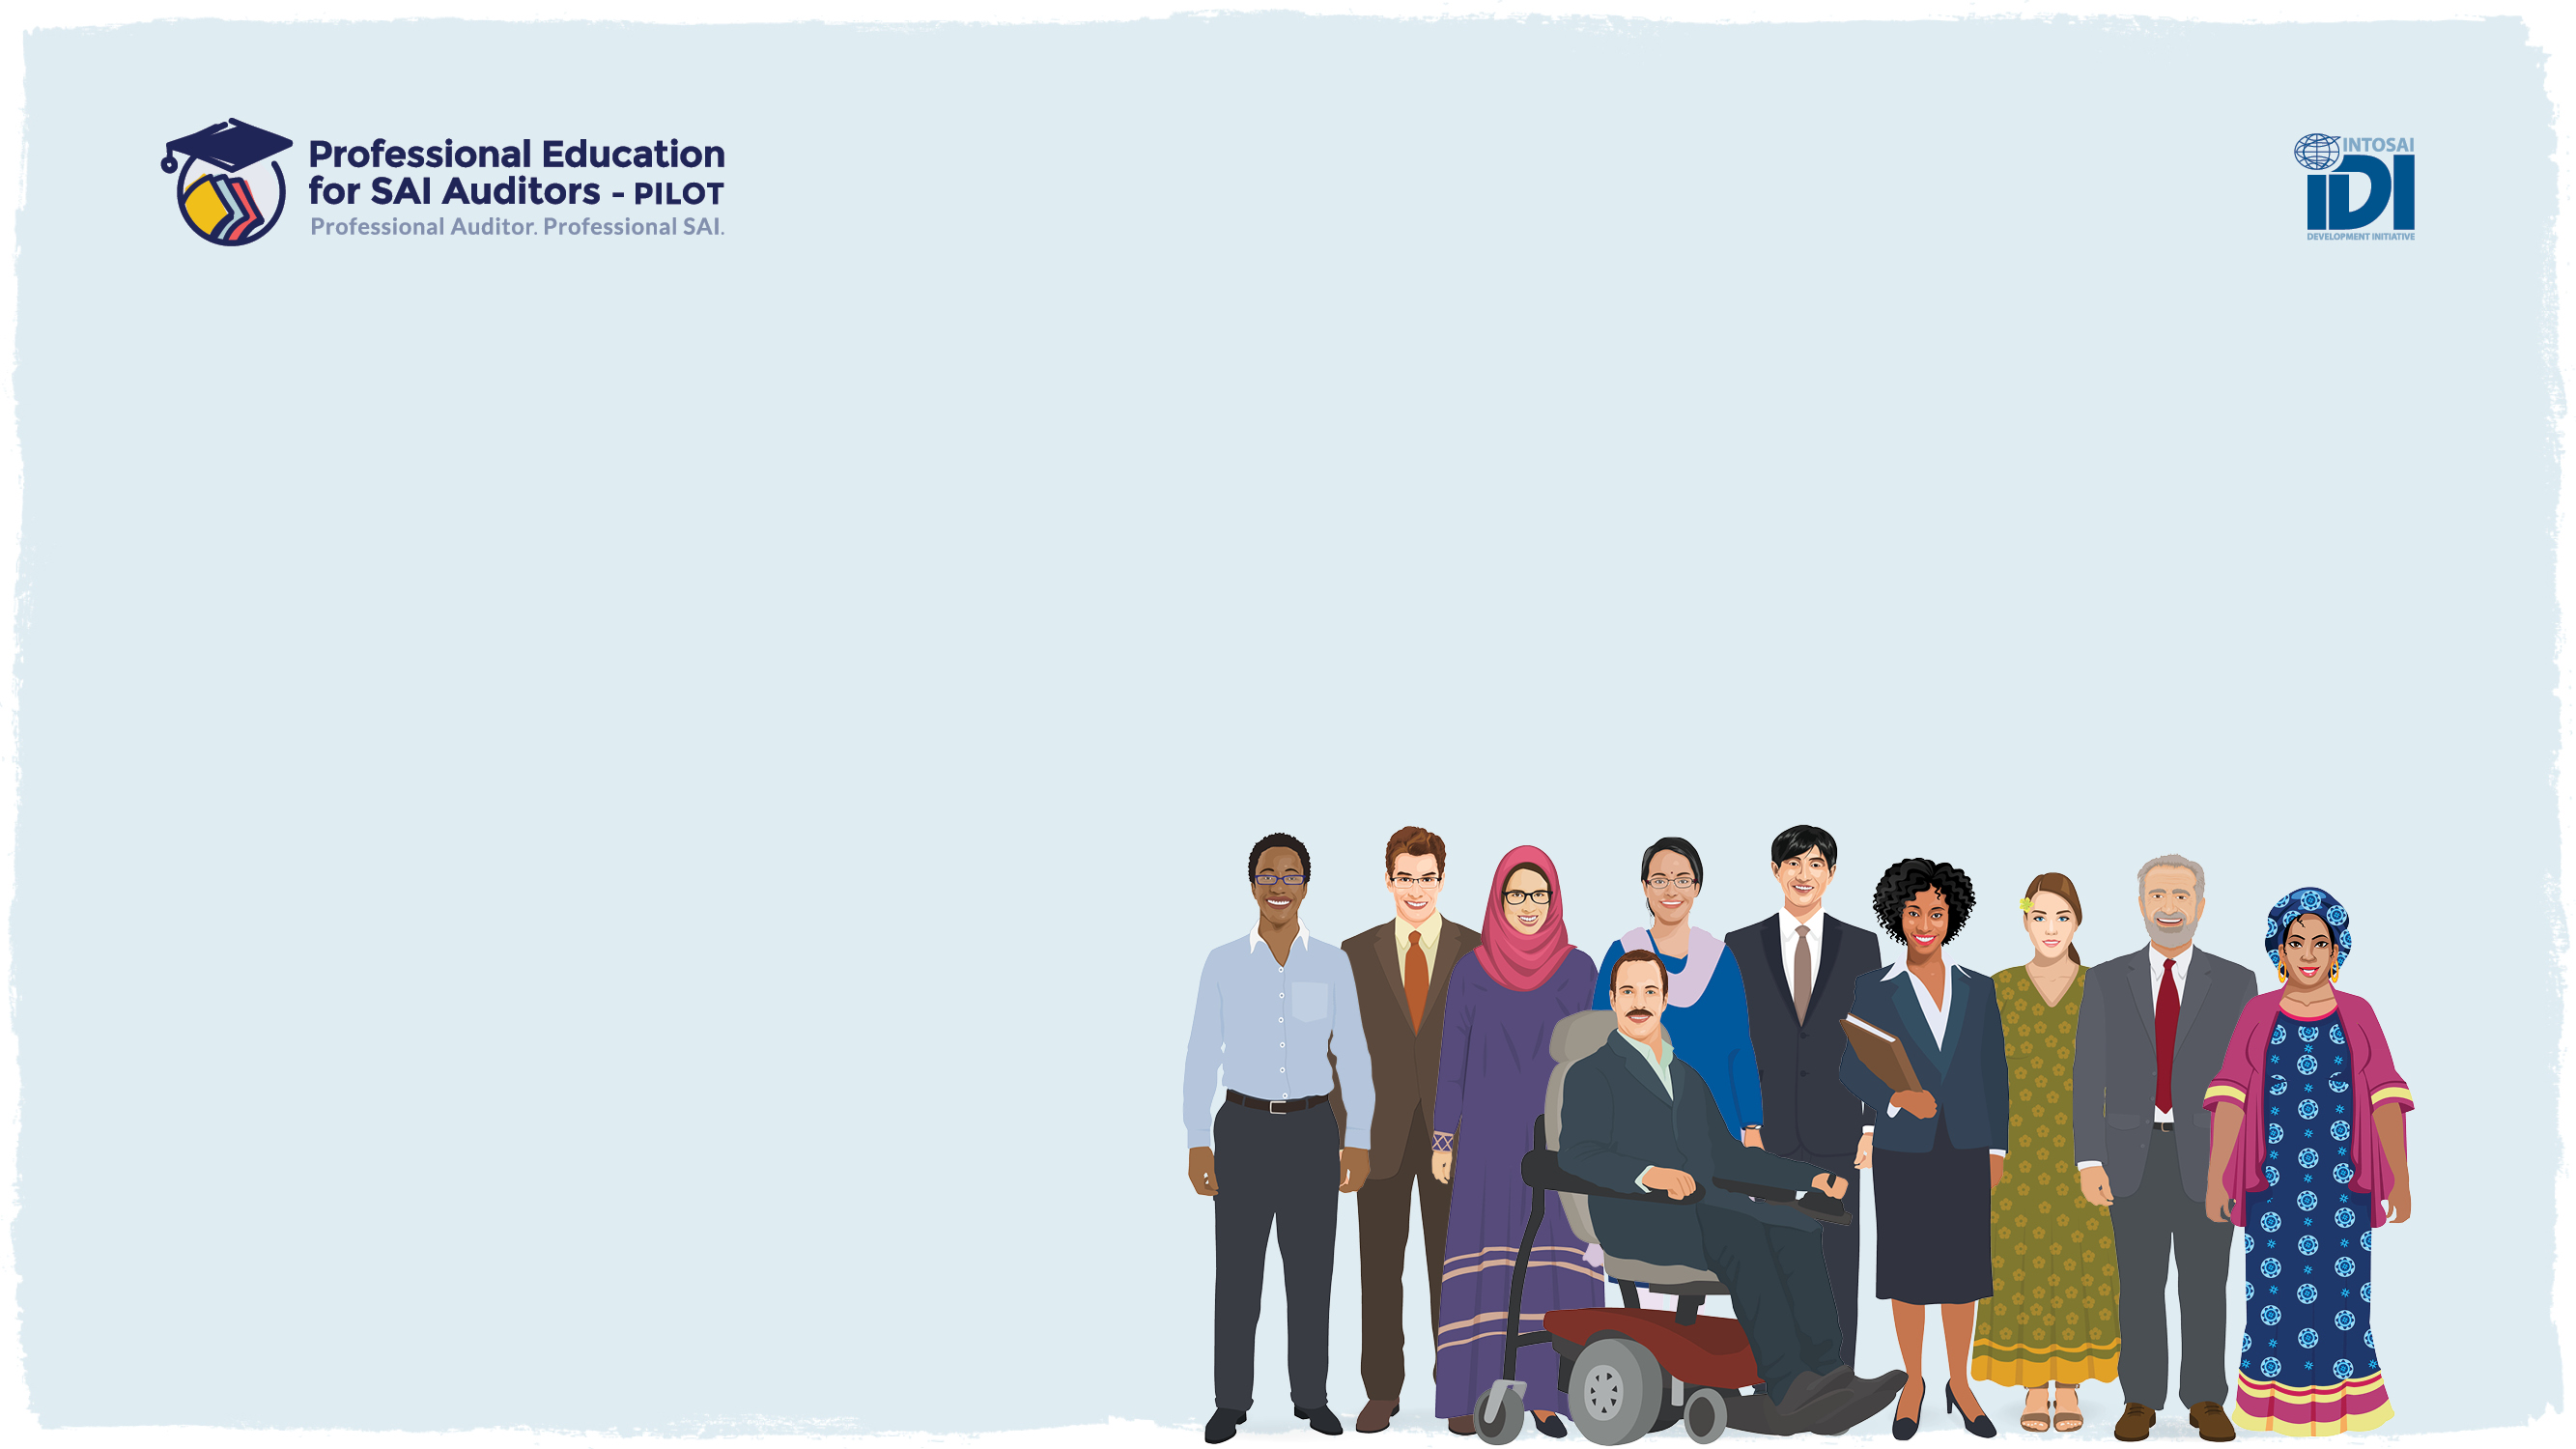 Professional Education
for SAI Auditors - PILOT
Professional Auditor. Professional SAI.
INTOSAI
IDI
DEVELOPMENT INITIATIVE